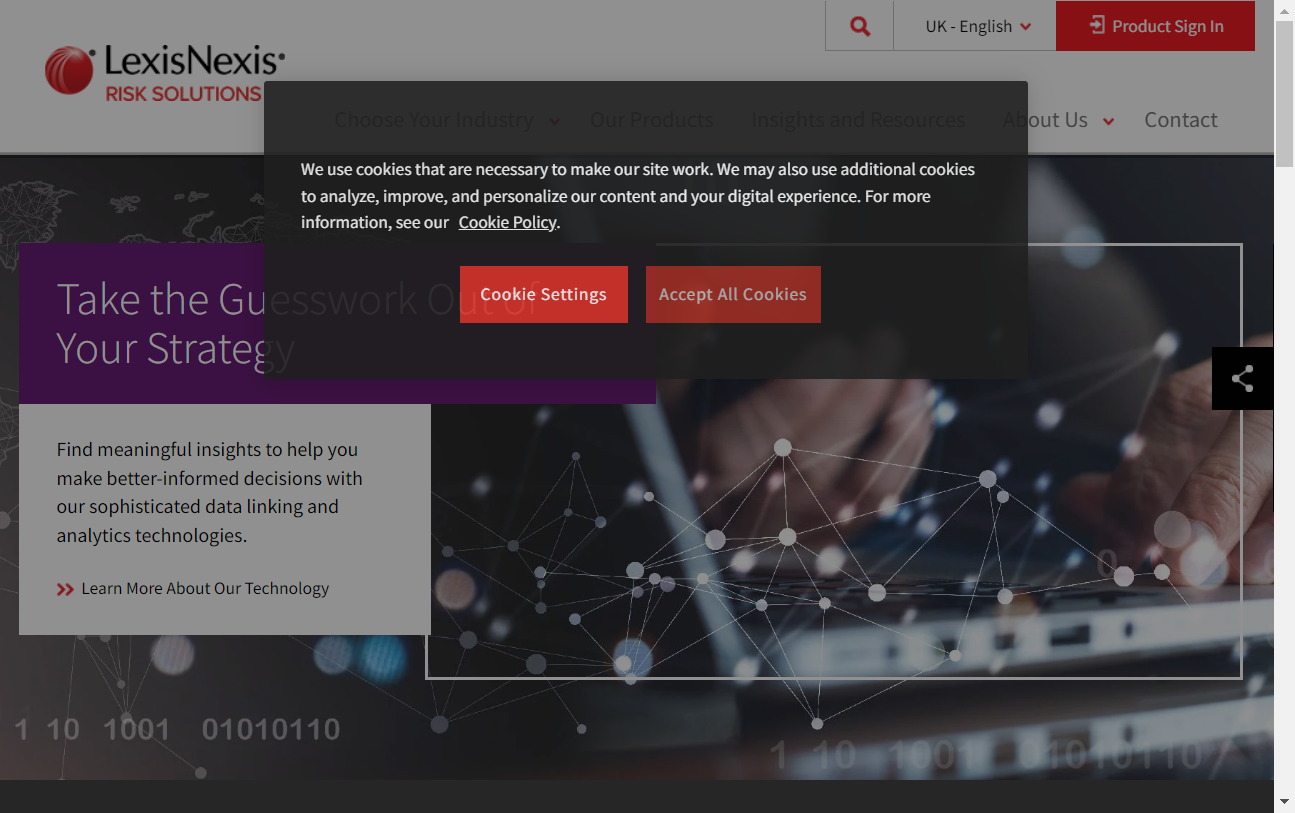 UK - English
Product Sign In
LexisNexis
RISK SOLUTIONS
Choose Your Industry
Our Products
Insights and Resources
About Us
Contact
We use cookies that are necessary to make our site work. We may also use additional cookies
to analyze, improve, and personalize our content and your digital experience. For more
information, see our Cookie Policy.
Cookie Settings
Accept All Cookies
Take the Guesswork Out of
Your Strategy
Find meaningful insights to help you
make better-informed decisions with
our sophisticated data linking and
analytics technologies.
Learn More About Our Technology
1 10 1001 01010110
1 10 1001 01010110